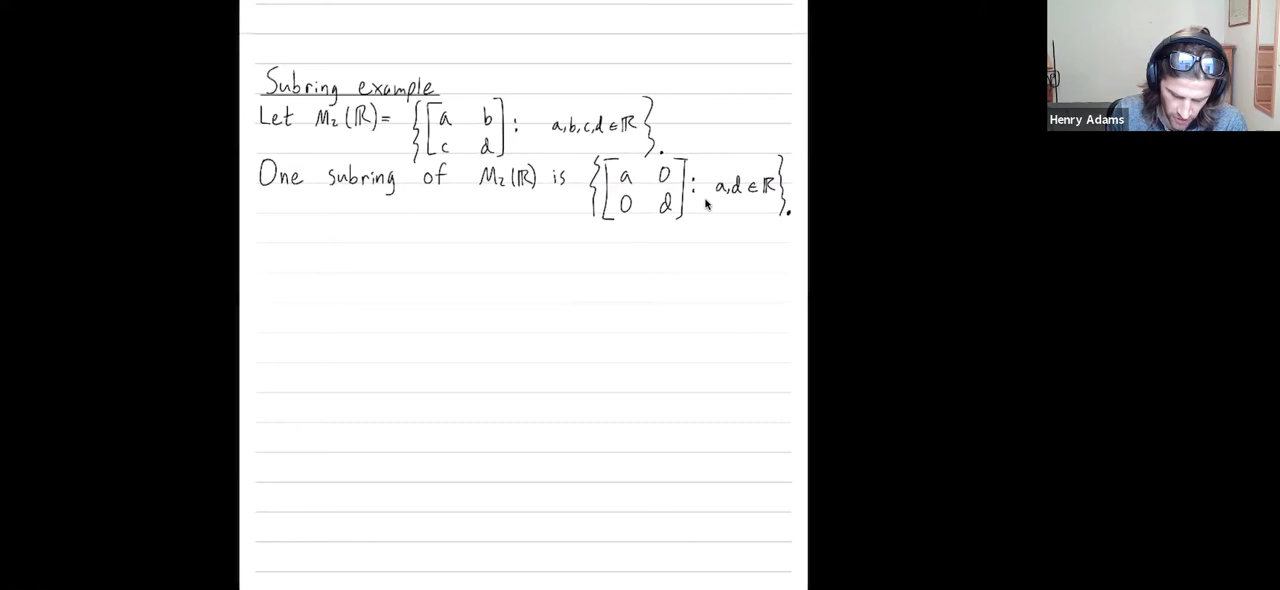 Subring example
Let M₂(ℝ) = { [a b; c d] : a,b,c,d ∈ ℝ }.
One subring of M₂(ℝ) is { [a 0; 0 d] : a,d ∈ ℝ }.
Henry Adams